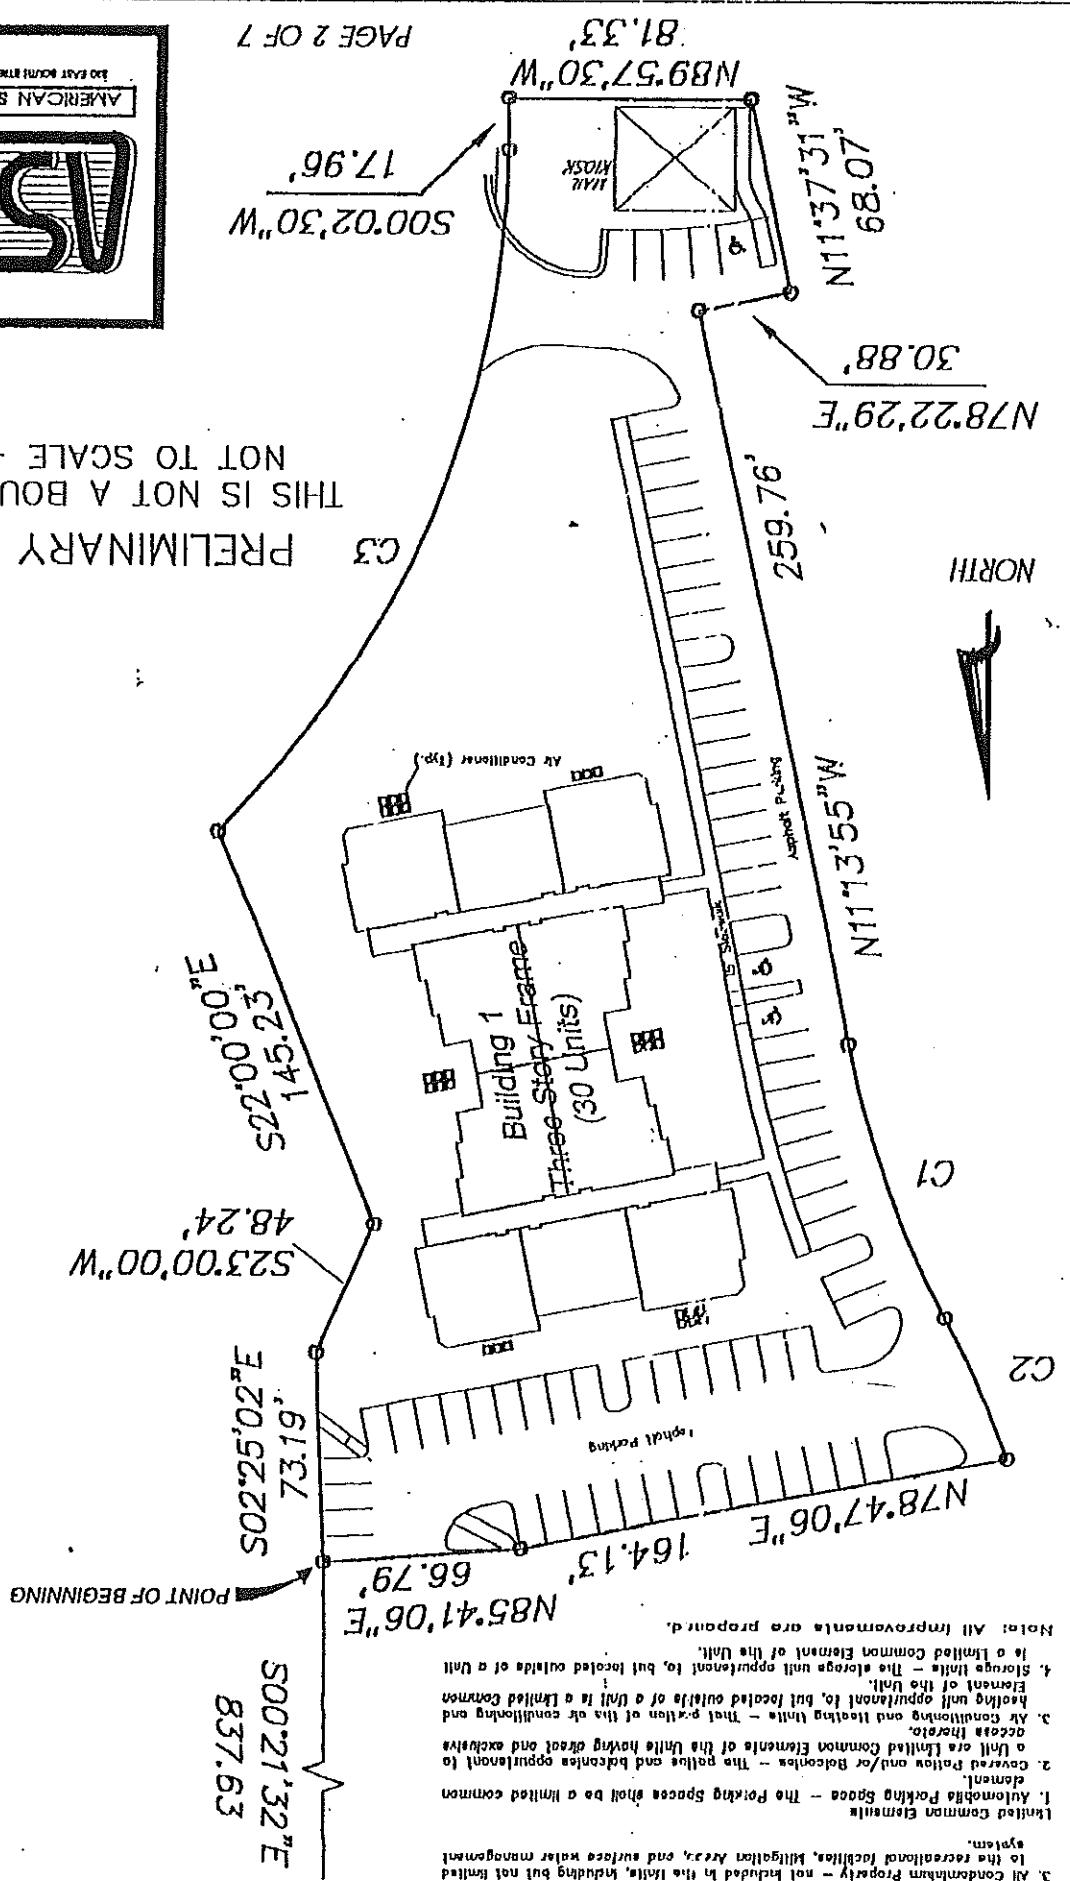 3. All Condominium Property – not included in the Units, including but not limited
to the recreational facilities, Mitigation Areas, and surface water management
system.
Limited Common Elements
1. Automobile Parking Space – The Parking Spaces shall be a limited common
element.
2. Covered Patios and/or Balconies – The patios and balconies appurtenant to
a Unit are Limited Common Elements of the Units having direct and exclusive
access thereto.
3. Air Conditioning and Heating Units – That portion of the air conditioning and
heating unit appurtenant to, but located outside of a Unit is a Limited Common
Element of the Unit.
4. Storage Units – The storage unit appurtenant to, but located outside of a Unit
is a Limited Common Element of the Unit.
Note: All improvements are proposed.
S00°21'32"E
837.63
POINT OF BEGINNING
N85°41'06"E
66.79'
N78°47'06"E
164.13'
S02°25'02"E
73.19'
Asphalt Parking
C2
S23°00'00"W
48.24'
C1
S22°00'00"E
145.23'
Building 1
Three Story Frame
(30 Units)
N11°13'55"W
259.76'
Asphalt Parking
Air Conditioner (Typ.)
NORTH
C3
PRELIMINARY
THIS IS NOT A BOU
NOT TO SCALE
N78°22'29"E
30.88'
N11°37'31"W
68.07'
S00°02'30"W
17.96'
MAIL
KIOSK
N89°57'30"W
81.33'
AMERICAN S
PAGE 2 OF 7